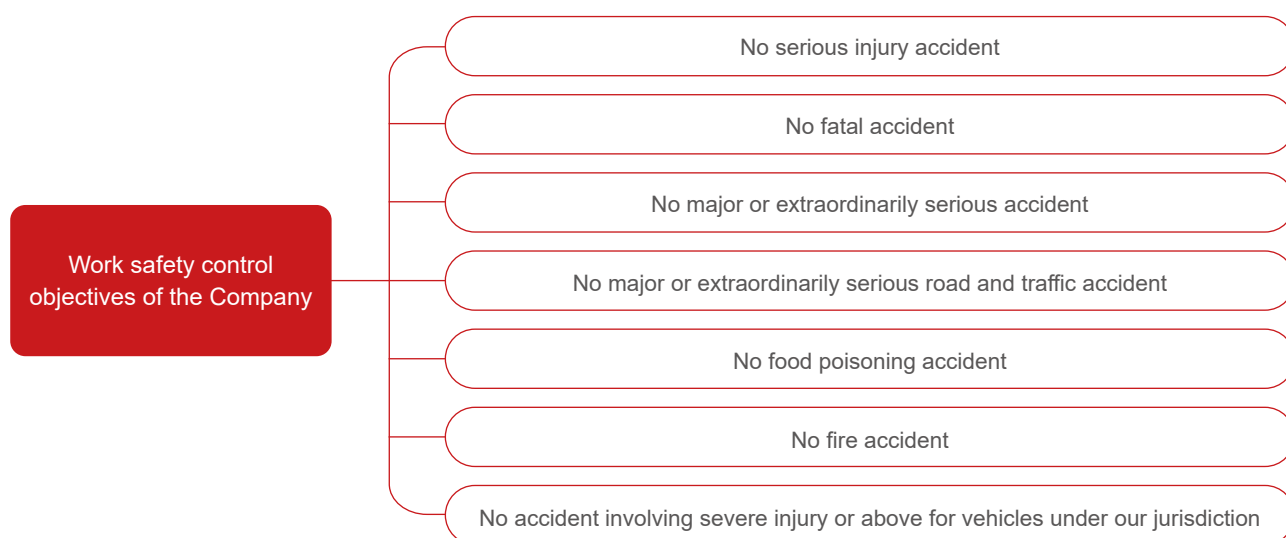 No serious injury accident
No fatal accident
No major or extraordinarily serious accident
Work safety control
objectives of the Company
No major or extraordinarily serious road and traffic accident
No food poisoning accident
No fire accident
No accident involving severe injury or above for vehicles under our jurisdiction